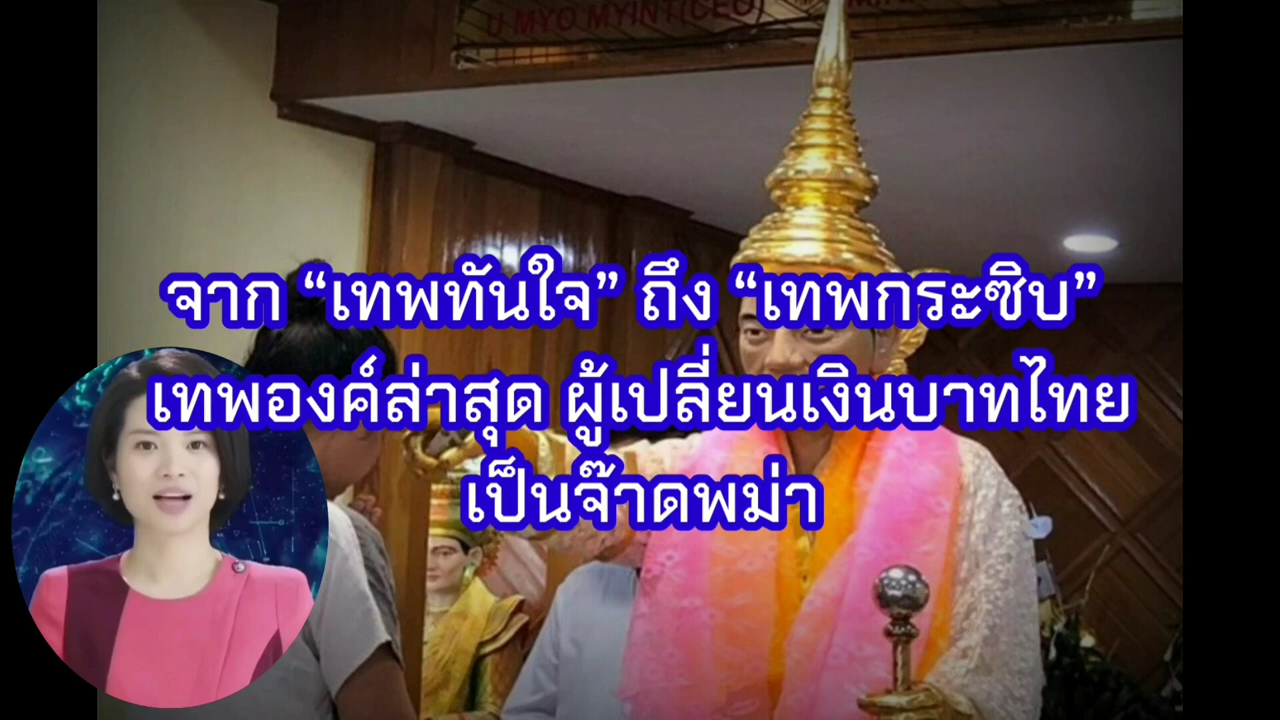 U MYO MYINT(CEO)
จาก “เทพทันใจ” ถึง “เทพกระซิบ”
เทพองค์ล่าสุด ผู้เปลี่ยนเงินบาทไทย
เป็นจ๊าดพม่า